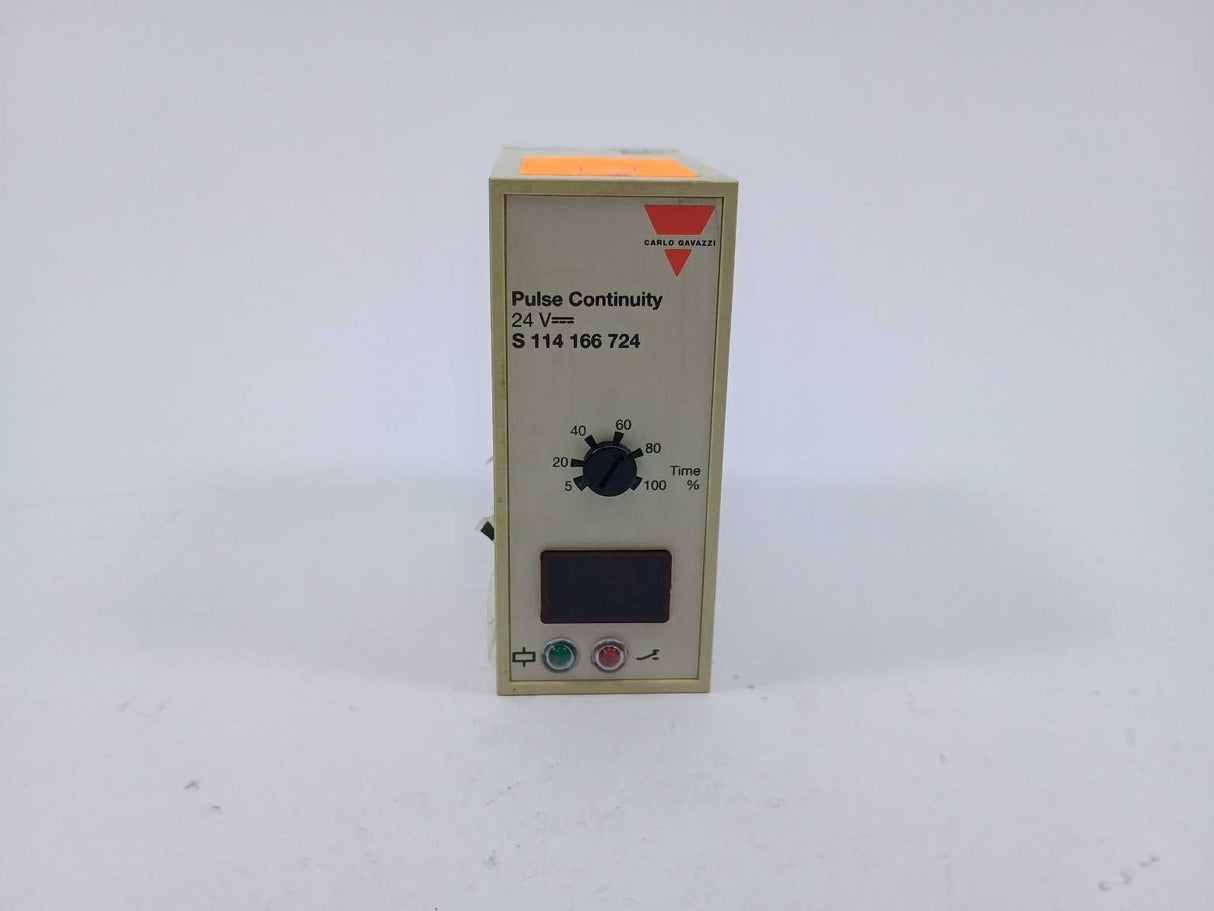 CARLO GAVAZZI
Pulse Continuity
24 V⎓
S 114 166 724
60
40
80
20
Time
5
100
%